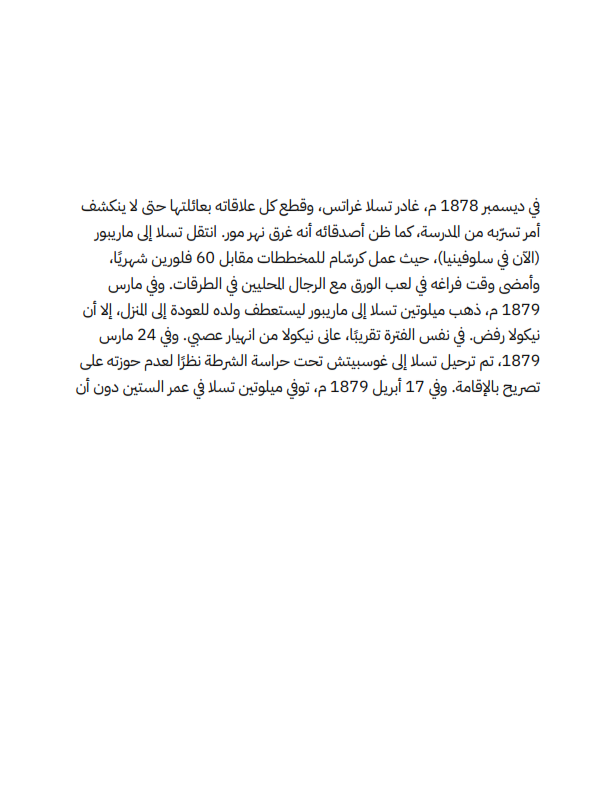 في ديسمبر 1878 م، غادر تسلا غراتس، وقطع كل علاقاته بعائلتها حتى لا ينكشف
أمر تسرّبه من المدرسة، كما ظن أصدقائه أنه غرق نهر مور. انتقل تسلا إلى ماريبور
(الآن في سلوفينيا)، حيث عمل كرسّام للمخططات مقابل 60 فلورين شهريًا،
وأمضى وقت فراغه في لعب الورق مع الرجال المحليين في الطرقات. وفي مارس
1879 م، ذهب ميلوتين تسلا إلى ماريبور ليستعطف ولده للعودة إلى المنزل، إلا أن
نيكولا رفض. في نفس الفترة تقريبًا، عانى نيكولا من انهيار عصبي. وفي 24 مارس
1879، تم ترحيل تسلا إلى غوسبيتش تحت حراسة الشرطة نظرًا لعدم حوزته على
تصريح بالإقامة. وفي 17 أبريل 1879 م، توفي ميلوتين تسلا في عمر الستين دون أن